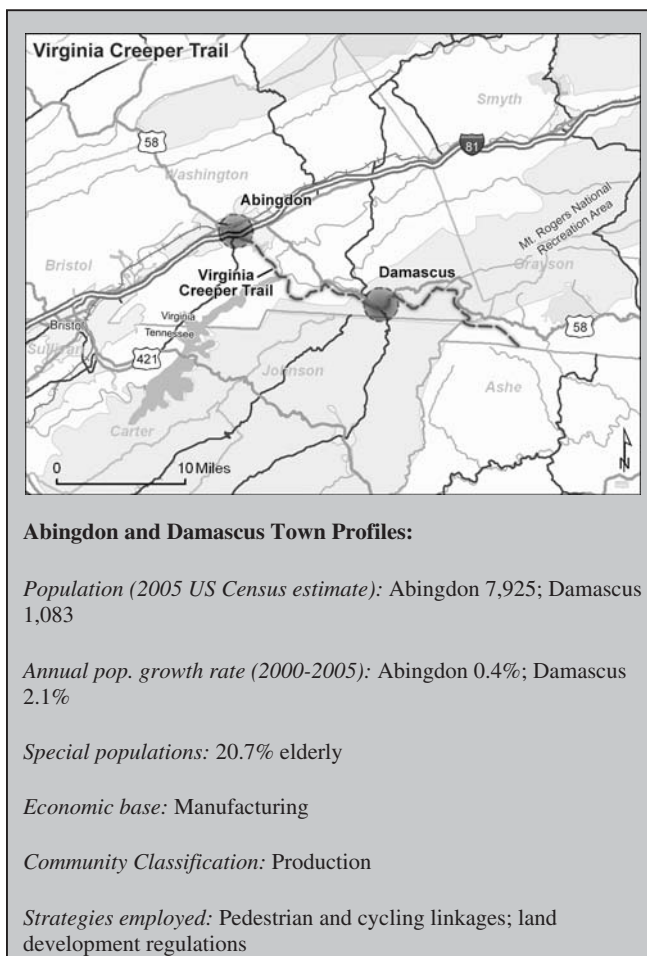 Virginia Creeper Trail
Smyth
58
81
Washington
Abingdon
Mt. Rogers National
Recreation Area
Bristol
Virginia
Creeper Trail
Damascus
Grayson
Bristol
Virginia
Tennessee
58
Sullivan
421
Johnson
Ashe
Carter
0 10 Miles
N
Abingdon and Damascus Town Profiles:
Population (2005 US Census estimate): Abingdon 7,925; Damascus
1,083
Annual pop. growth rate (2000-2005): Abingdon 0.4%; Damascus
2.1%
Special populations: 20.7% elderly
Economic base: Manufacturing
Community Classification: Production
Strategies employed: Pedestrian and cycling linkages; land
development regulations